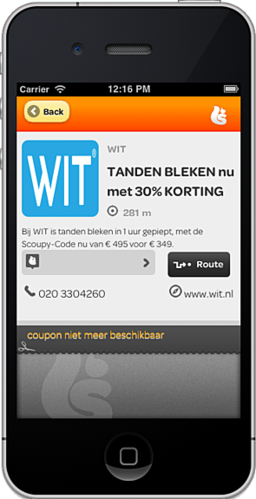 Carrier 12:16 PM
Back
WIT
WIT®
TANDEN BLEKEN nu
met 30% KORTING
281 m
Bij WIT is tanden bleken in 1 uur gepiept, met de
Scoupy-Code nu van € 495 voor € 349.
Route
020 3304260 www.wit.nl
coupon niet meer beschikbaar